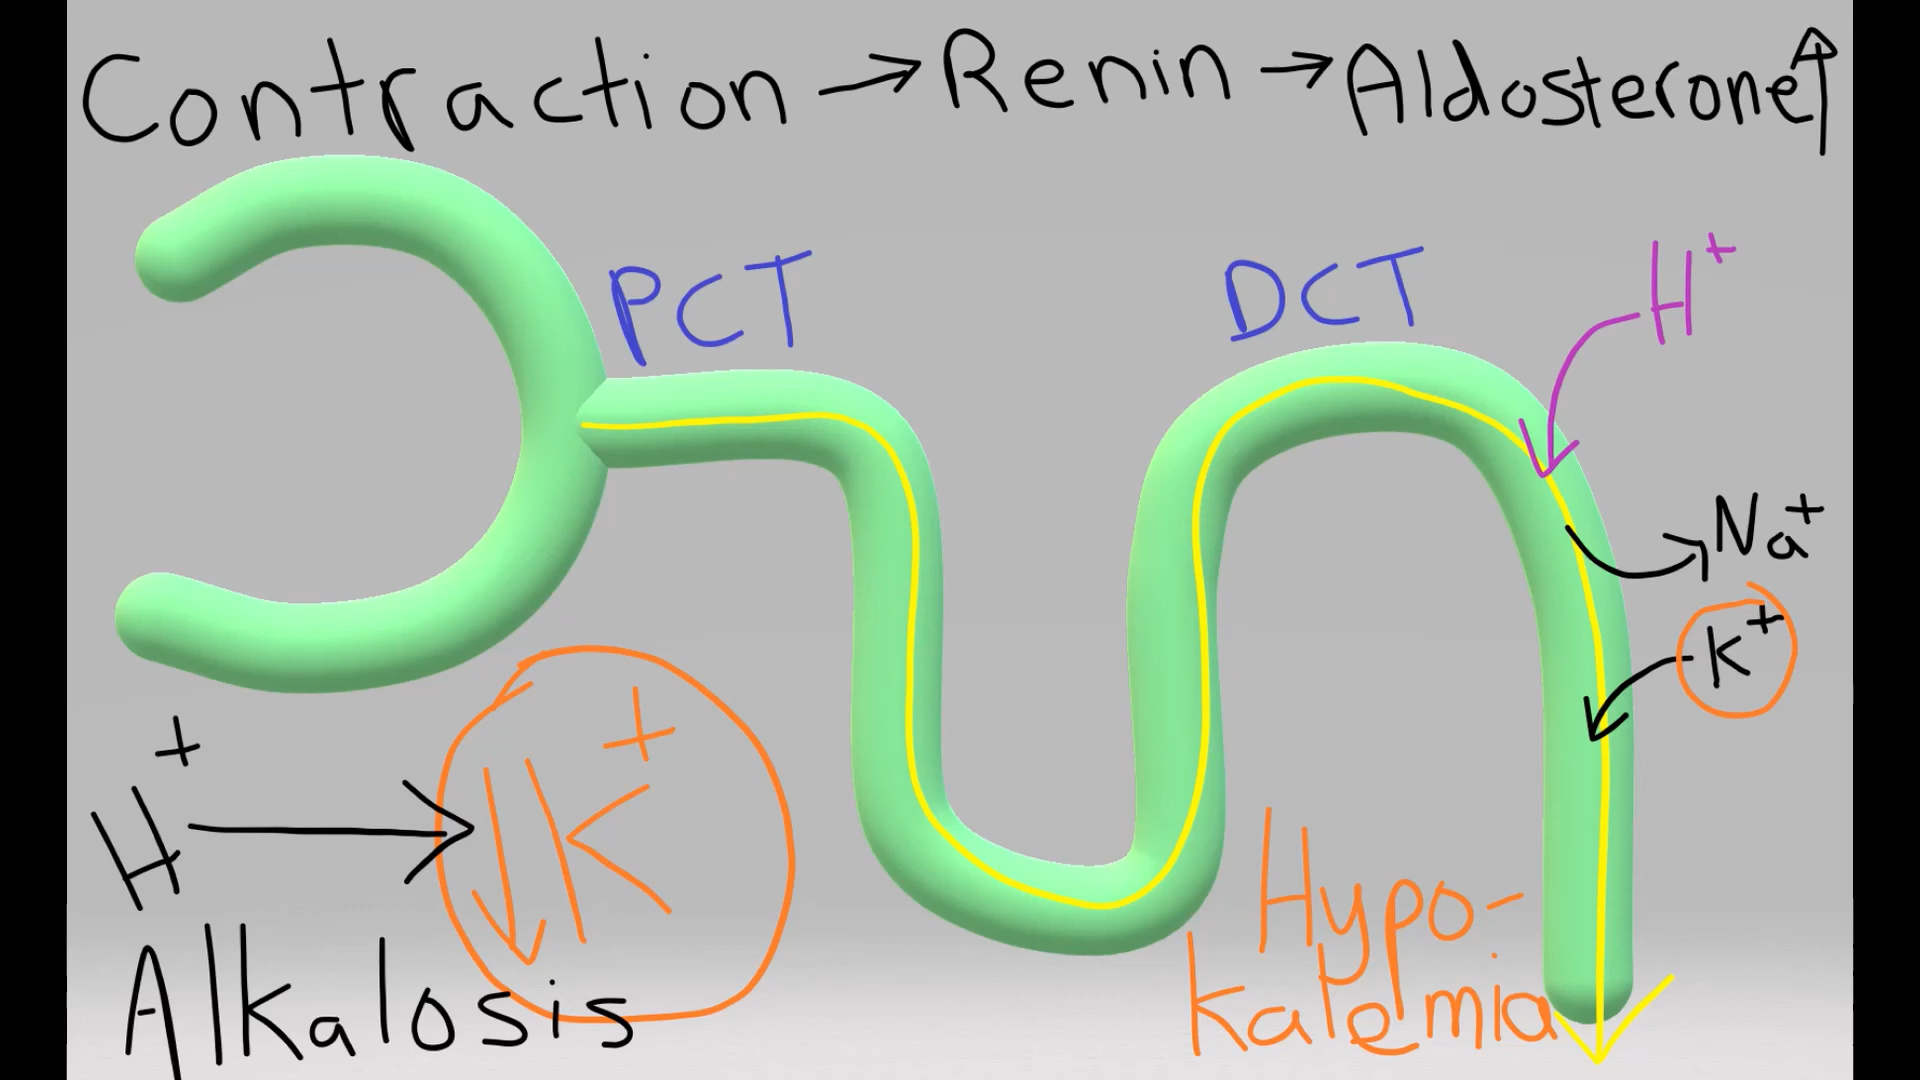 Contraction → Renin → Aldosterone↑
PCT
DCT
H+
Na+
K+
H+ → ↓K+
Alkalosis
Hypo-
kalemia